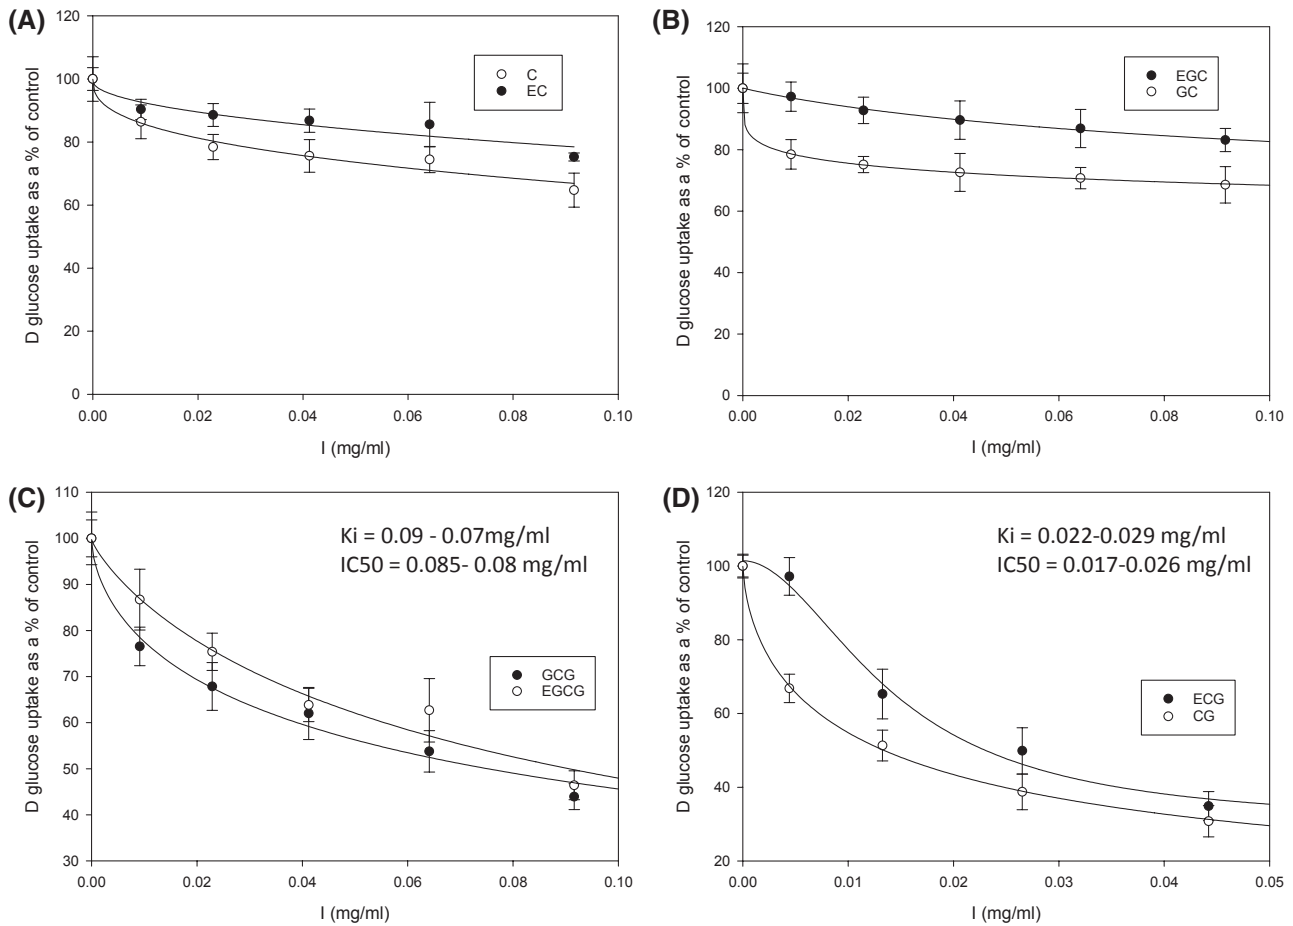 (A)
120
100
80
60
40
20
0
D glucose uptake as a % of control
C
EC
0.00 0.02 0.04 0.06 0.08 0.10
I (mg/ml)
(B)
120
100
80
60
40
20
0
D glucose uptake as a % of control
EGC
GC
0.00 0.02 0.04 0.06 0.08 0.10
I (mg/ml)
(C)
110
100
90
80
70
60
50
40
30
D glucose uptake as a % of control
Ki = 0.09 - 0.07mg/ml
IC50 = 0.085- 0.08 mg/ml
GCG
EGCG
0.00 0.02 0.04 0.06 0.08 0.10
I (mg/ml)
(D)
120
100
80
60
40
20
D glucose uptake as a % of control
Ki = 0.022-0.029 mg/ml
IC50 = 0.017-0.026 mg/ml
ECG
CG
0.00 0.01 0.02 0.03 0.04 0.05
I (mg/ml)